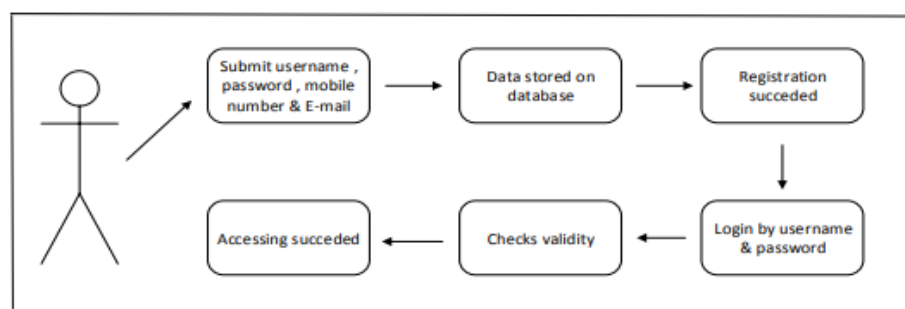 Submit username ,
password , mobile
number & E-mail
Data stored on
database
Registration
succeded
Login by username
& password
Checks validity
Accessing succeded